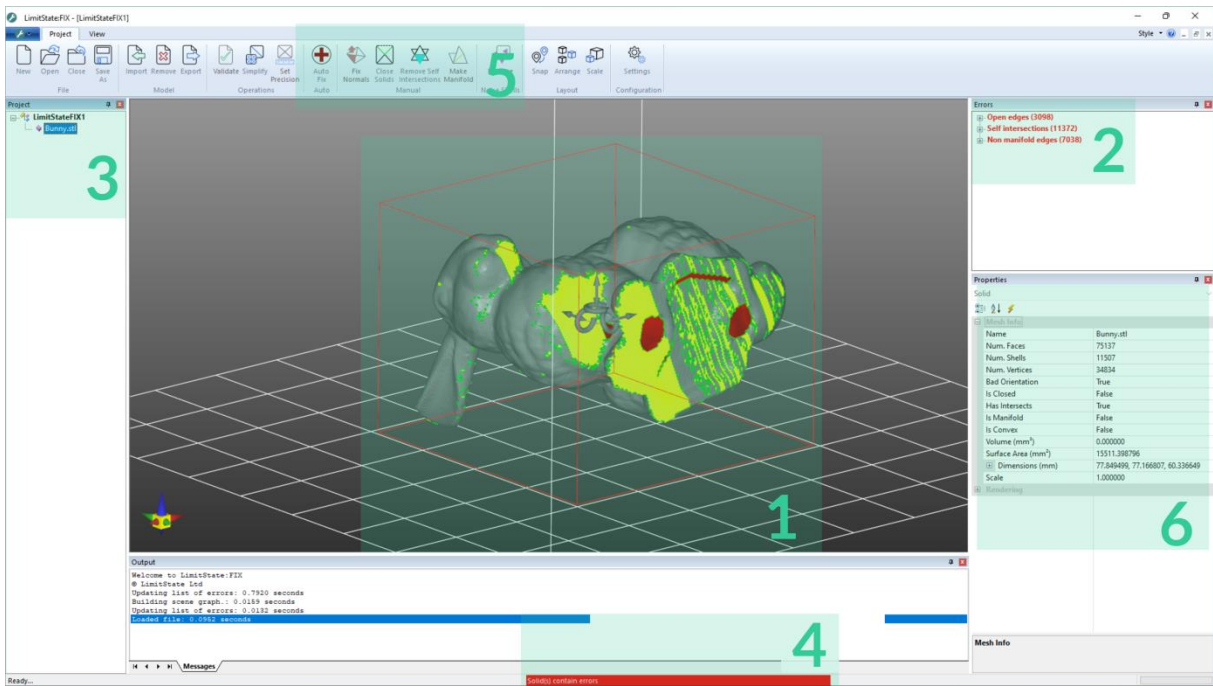 LimitState:FIX - [LimitStateFIX1]
Project View Style
New Open Close Save As
File
Import Remove Export
Model
Validate Simplify Set Precision
Operations
Auto Fix
Auto
Fix Normals Close Solids Remove Self Intersections Make Manifold
Manual
5
Snap Arrange Scale
Layout
Settings
Configuration
Project
LimitStateFIX1
Bunny.stl
3
1
Errors
Open edges (3098)
Self intersections (11372)
Non manifold edges (7038)
2
Properties
Solid
Mesh Info
Name Bunny.stl
Num. Faces 75137
Num. Shells 11507
Num. Vertices 34834
Bad Orientation True
Is Closed False
Has Intersects True
Is Manifold False
Is Convex False
Volume (mm³) 0.000000
Surface Area (mm²) 15511.398796
Dimensions (mm) 77.849499, 77.166807, 60.336649
Scale 1.000000
Rendering
6
Mesh Info
Output
Welcome to LimitState:FIX
© LimitState Ltd
Updating list of errors: 0.7920 seconds
Building scene graph.: 0.0159 seconds
Updating list of errors: 0.0132 seconds
Loaded file: 0.0952 seconds
4
Messages
Ready...
Solid(s) contain errors